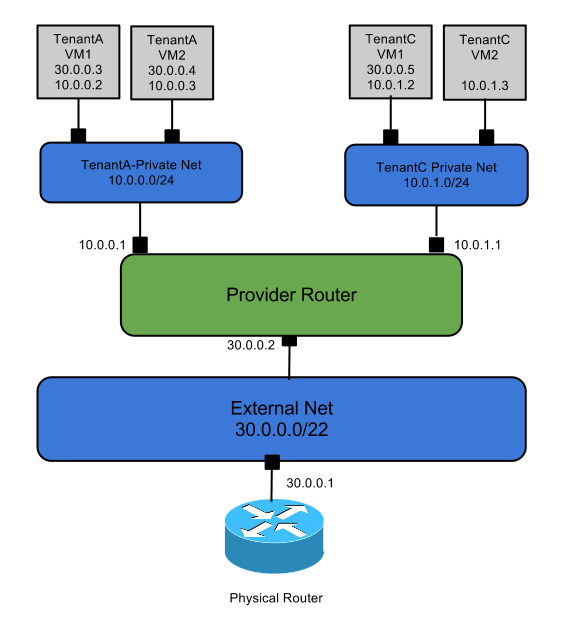 TenantA
VM1
30.0.0.3
10.0.0.2
TenantA
VM2
30.0.0.4
10.0.0.3
TenantC
VM1
30.0.0.5
10.0.1.2
TenantC
VM2
10.0.1.3
TenantA-Private Net
10.0.0.0/24
TenantC Private Net
10.0.1.0/24
10.0.0.1
10.0.1.1
Provider Router
30.0.0.2
External Net
30.0.0.0/22
30.0.0.1
Physical Router